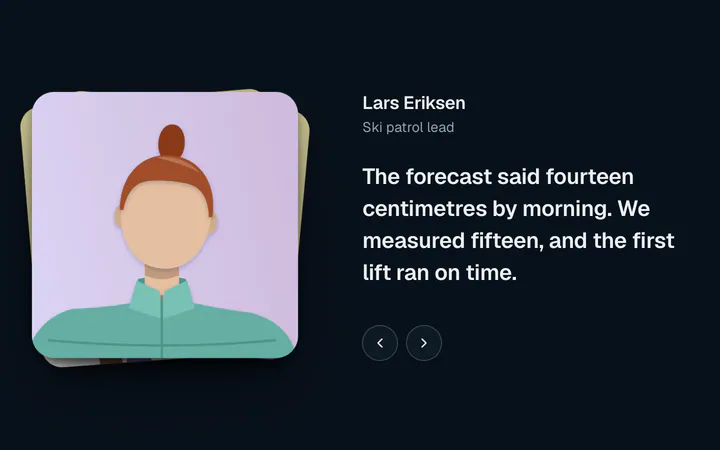 Lars Eriksen
Ski patrol lead
The forecast said fourteen
centimetres by morning. We
measured fifteen, and the first
lift ran on time.